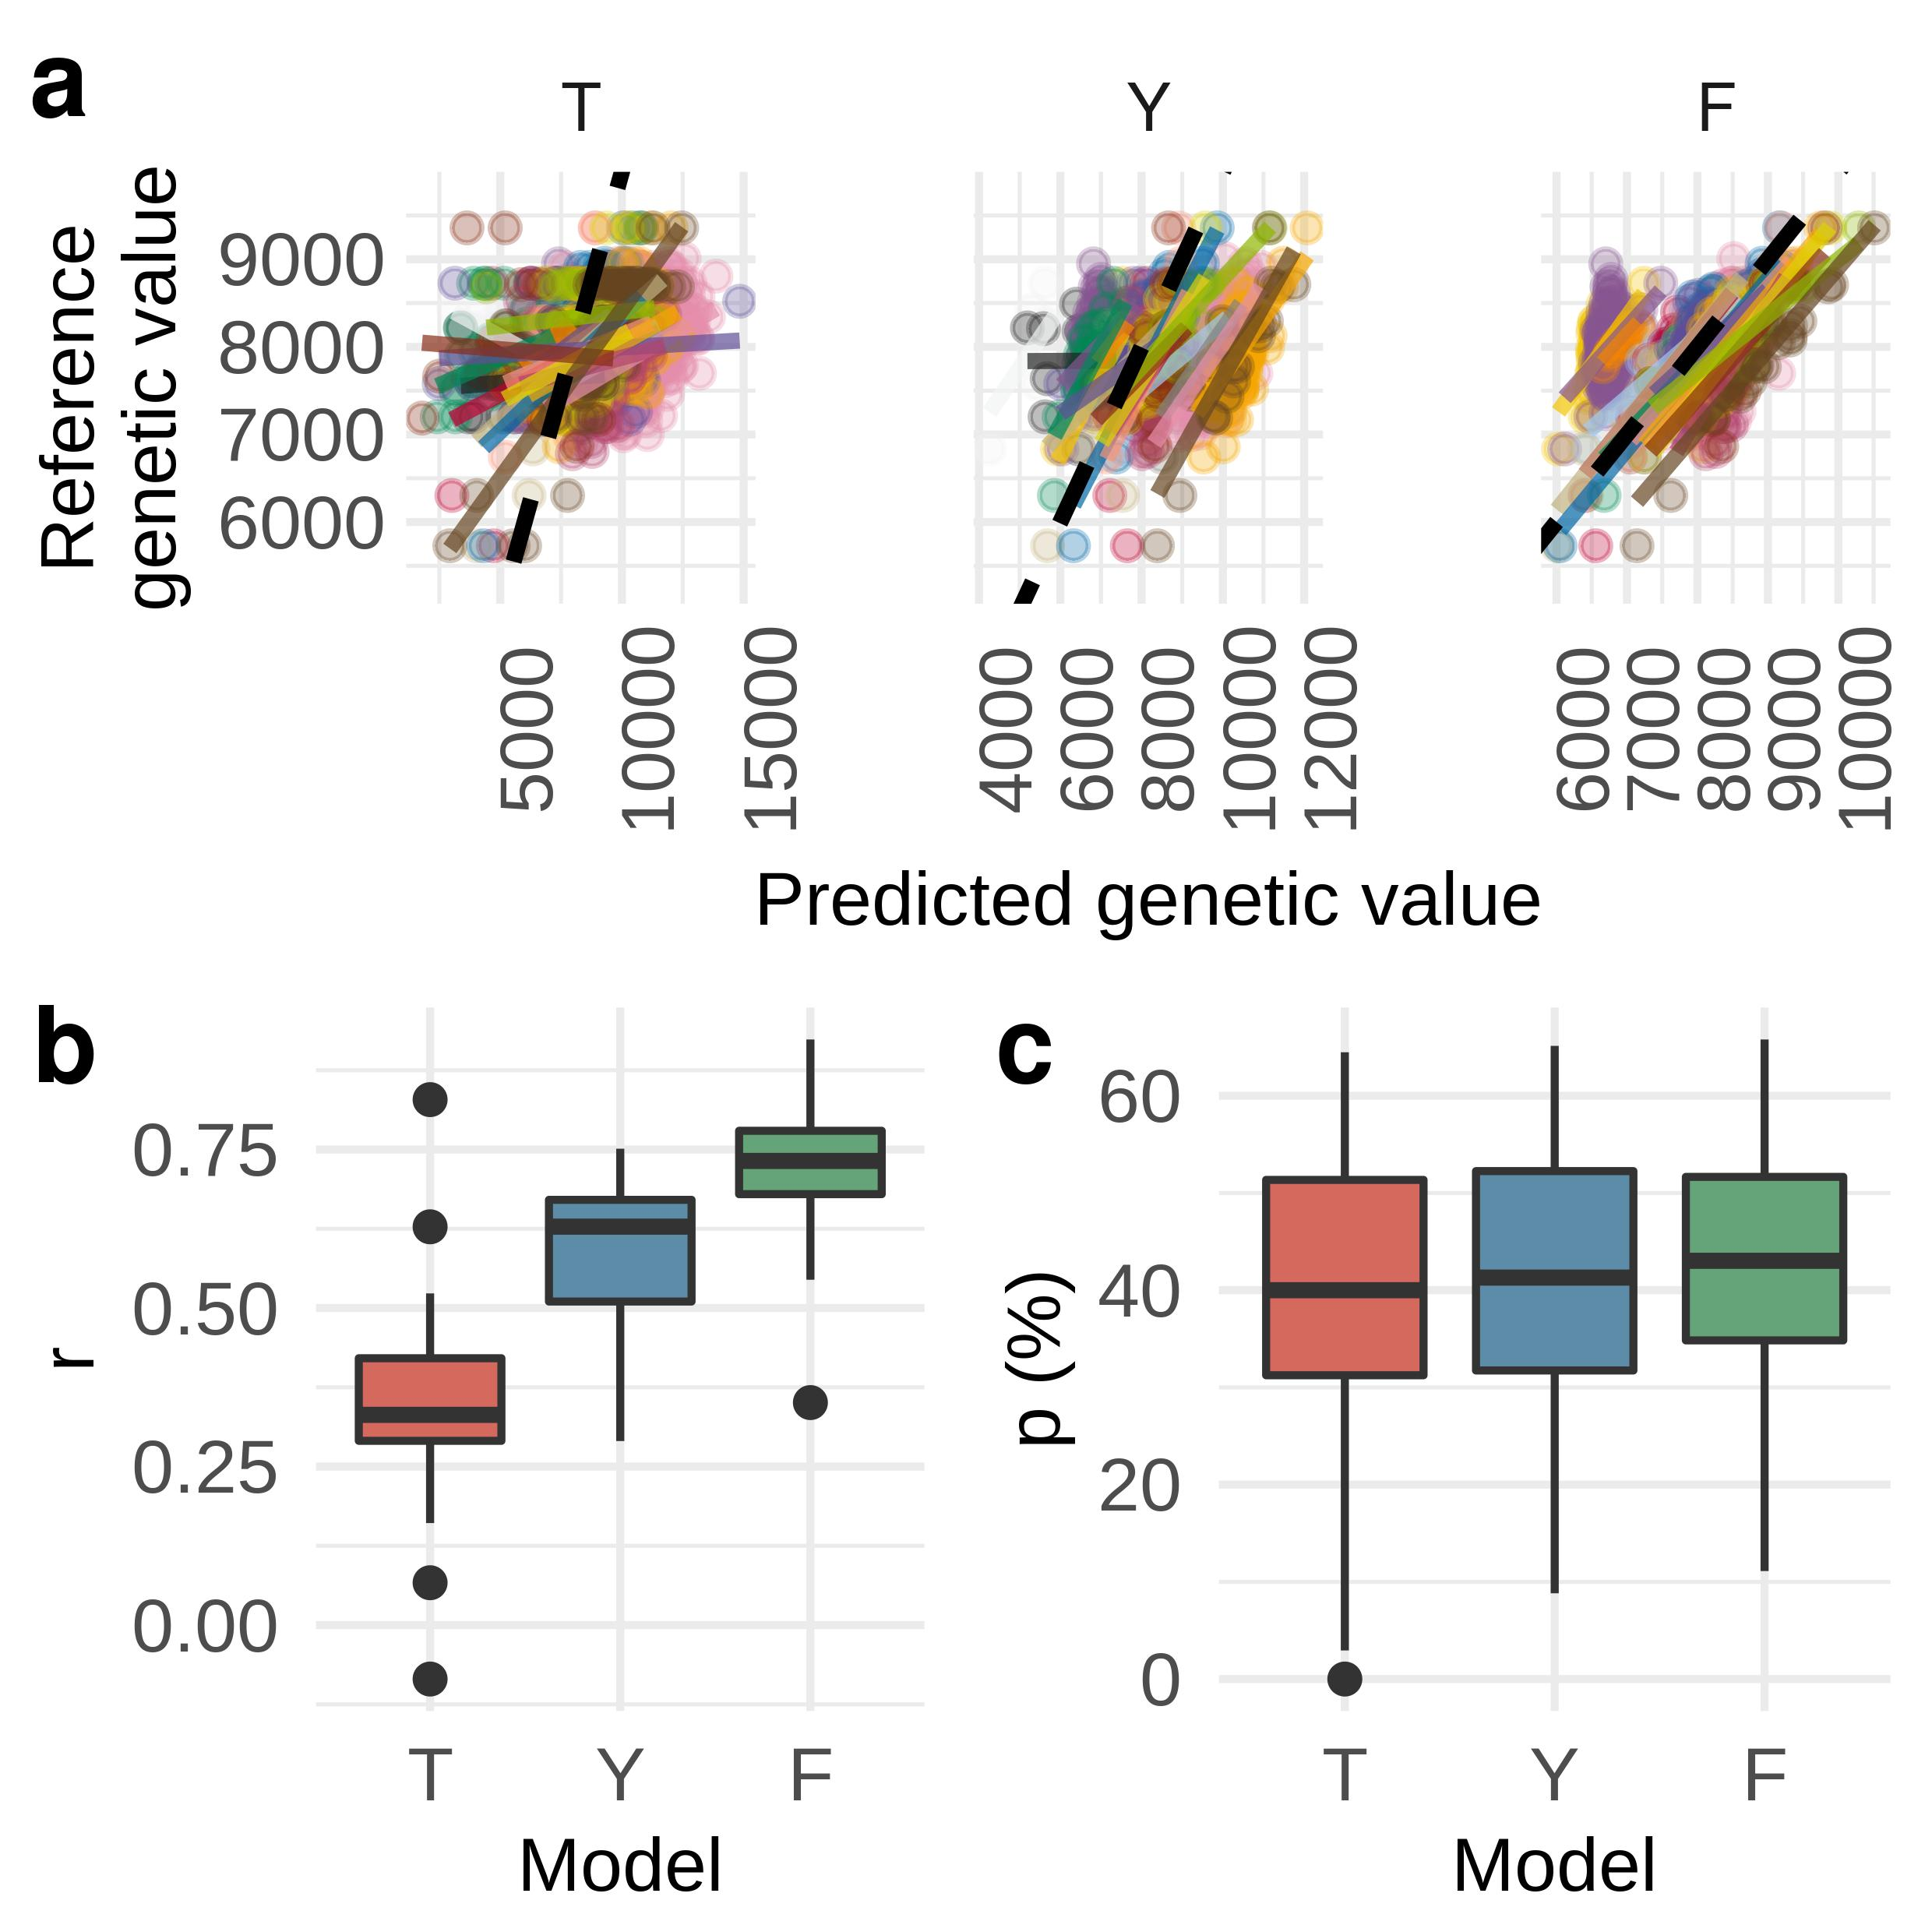 a
T
Y
F
Reference
genetic value
9000
8000
7000
6000
5000
10000
15000
4000
6000
8000
10000
12000
6000
7000
8000
9000
10000
Predicted genetic value
b
r
0.75
0.50
0.25
0.00
T
Y
F
Model
c
p (%)
60
40
20
0
T
Y
F
Model